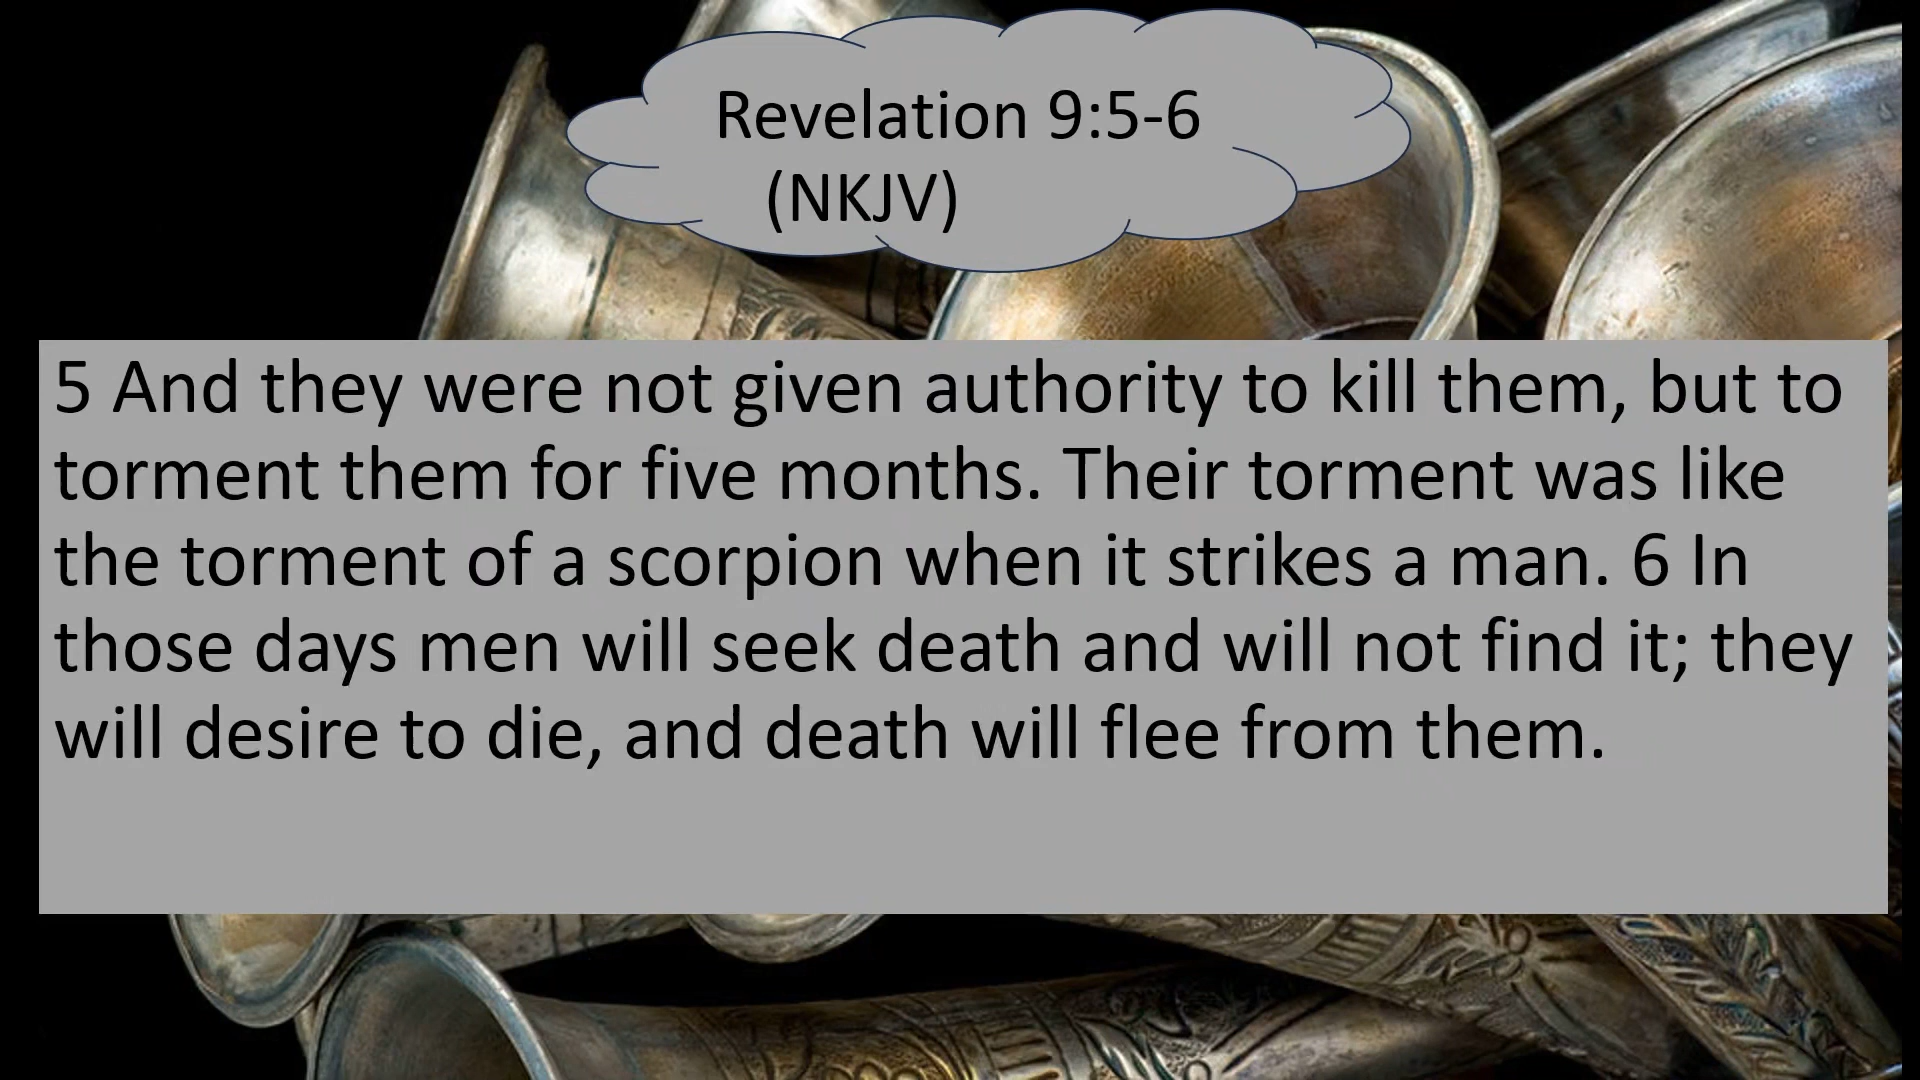 Revelation 9:5-6
(NKJV)
5 And they were not given authority to kill them, but to
torment them for five months. Their torment was like
the torment of a scorpion when it strikes a man. 6 In
those days men will seek death and will not find it; they
will desire to die, and death will flee from them.